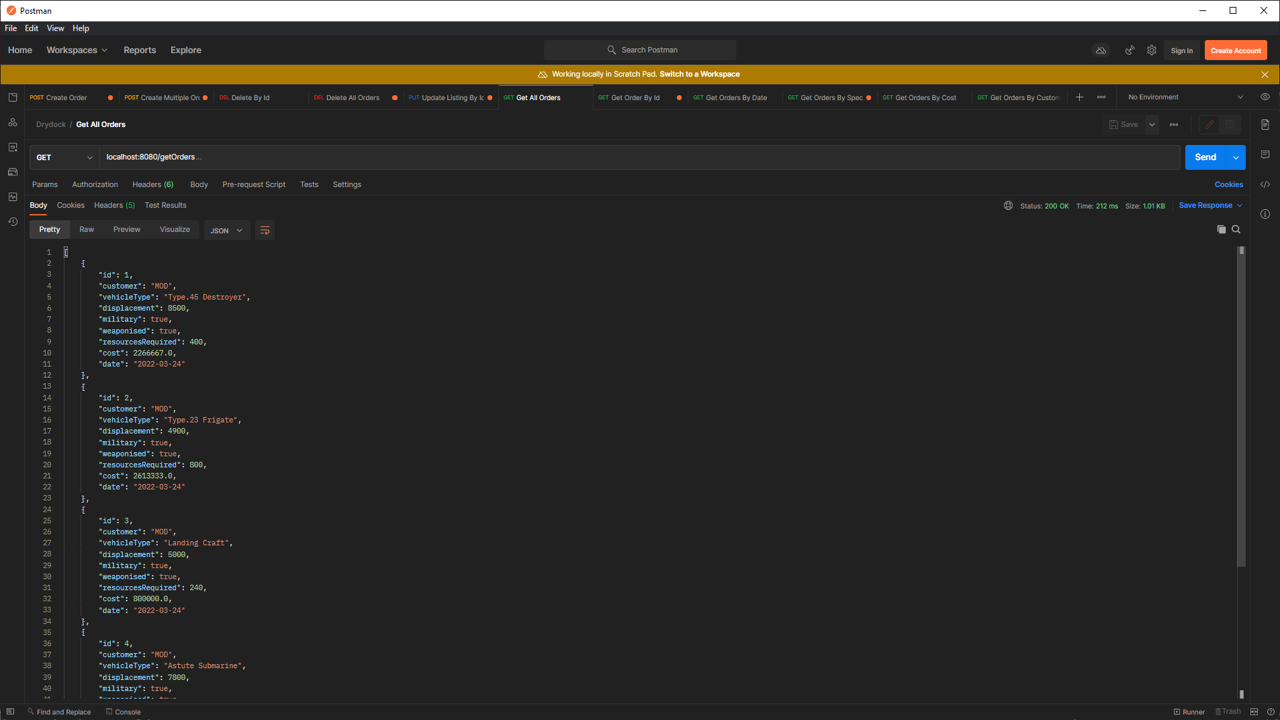 Postman
File Edit View Help
Home Workspaces Reports Explore Search Postman Sign In Create Account
Working locally in Scratch Pad. Switch to a Workspace
POST Create Order POST Create Multiple On DEL Delete By Id DEL Delete All Orders PUT Update Listing By Ic GET Get All Orders GET Get Order By Id GET Get Orders By Date GET Get Orders By Spec GET Get Orders By Cost GET Get Orders By Custom No Environment
Drydock / Get All Orders Save
GET localhost:8080/getOrders... Send
Params Authorization Headers (6) Body Pre-request Script Tests Settings Cookies
Body Cookies Headers (5) Test Results Status: 200 OK Time: 212 ms Size: 1.01 KB Save Response
Pretty Raw Preview Visualize JSON
1 [
2 {
3 "id": 1,
4 "customer": "MOD",
5 "vehicleType": "Type.45 Destroyer",
6 "displacement": 8500,
7 "military": true,
8 "weaponised": true,
9 "resourcesRequired": 400,
10 "cost": 2266667.0,
11 "date": "2022-03-24"
12 },
13 {
14 "id": 2,
15 "customer": "MOD",
16 "vehicleType": "Type.23 Frigate",
17 "displacement": 4900,
18 "military": true,
19 "weaponised": true,
20 "resourcesRequired": 800,
21 "cost": 2613333.0,
22 "date": "2022-03-24"
23 },
24 {
25 "id": 3,
26 "customer": "MOD",
27 "vehicleType": "Landing Craft",
28 "displacement": 5000,
29 "military": true,
30 "weaponised": true,
31 "resourcesRequired": 240,
32 "cost": 800000.0,
33 "date": "2022-03-24"
34 },
35 {
36 "id": 4,
37 "customer": "MOD",
38 "vehicleType": "Astute Submarine",
39 "displacement": 7800,
40 "military": true,
Find and Replace Console Runner Trash